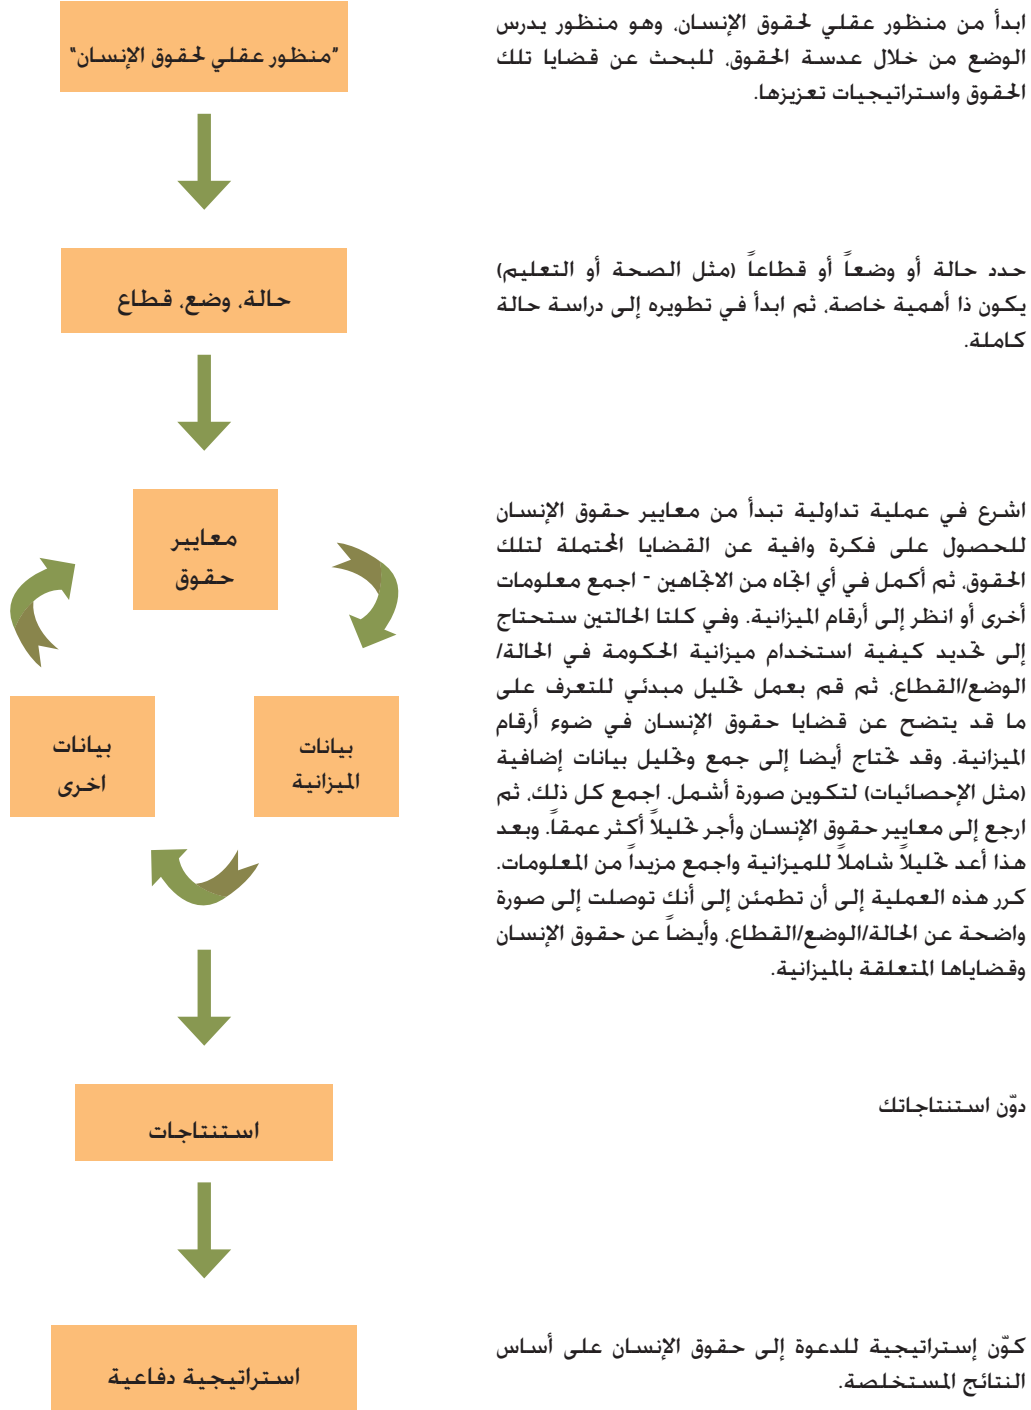 ابدأ من منظور عقلي لحقوق الإنسان، وهو منظور يدرس
الوضع من خلال عدسة الحقوق، للبحث عن قضايا تلك
الحقوق واستراتيجيات تعزيزها.
"منظور عقلي لحقوق الإنسان"
حدد حالة أو وضعاً أو قطاعاً (مثل الصحة أو التعليم)
يكون ذا أهمية خاصة، ثم ابدأ في تطويره إلى دراسة حالة
كاملة.
حالة، وضع، قطاع
اشرع في عملية تداولية تبدأ من معايير حقوق الإنسان
للحصول على فكرة وافية عن القضايا المحتملة لتلك
الحقوق، ثم أكمل في أي اتجاه من الاتجاهين - اجمع معلومات
أخرى أو انظر إلى أرقام الميزانية. وفي كلتا الحالتين ستحتاج
إلى تحديد كيفية استخدام ميزانية الحكومة في الحالة/
الوضع/القطاع، ثم قم بعمل تحليل مبدئي للتعرف على
ما قد يتضح عن قضايا حقوق الإنسان في ضوء أرقام
الميزانية. وقد تحتاج أيضا إلى جمع وتحليل بيانات إضافية
(مثل الإحصائيات) لتكوين صورة أشمل. اجمع كل ذلك، ثم
ارجع إلى معايير حقوق الإنسان وأجر تحليلاً أكثر عمقاً. وبعد
هذا أعد تحليلاً شاملاً للميزانية واجمع مزيداً من المعلومات.
كرر هذه العملية إلى أن تطمئن إلى أنك توصلت إلى صورة
واضحة عن الحالة/الوضع/القطاع، وأيضاً عن حقوق الإنسان
وقضاياها المتعلقة بالميزانية.
معايير
حقوق
بيانات
الميزانية
بيانات
اخرى
دوّن استنتاجاتك
استنتاجات
كوّن إستراتيجية للدعوة إلى حقوق الإنسان على أساس
النتائج المستخلصة.
استراتيجية دفاعية